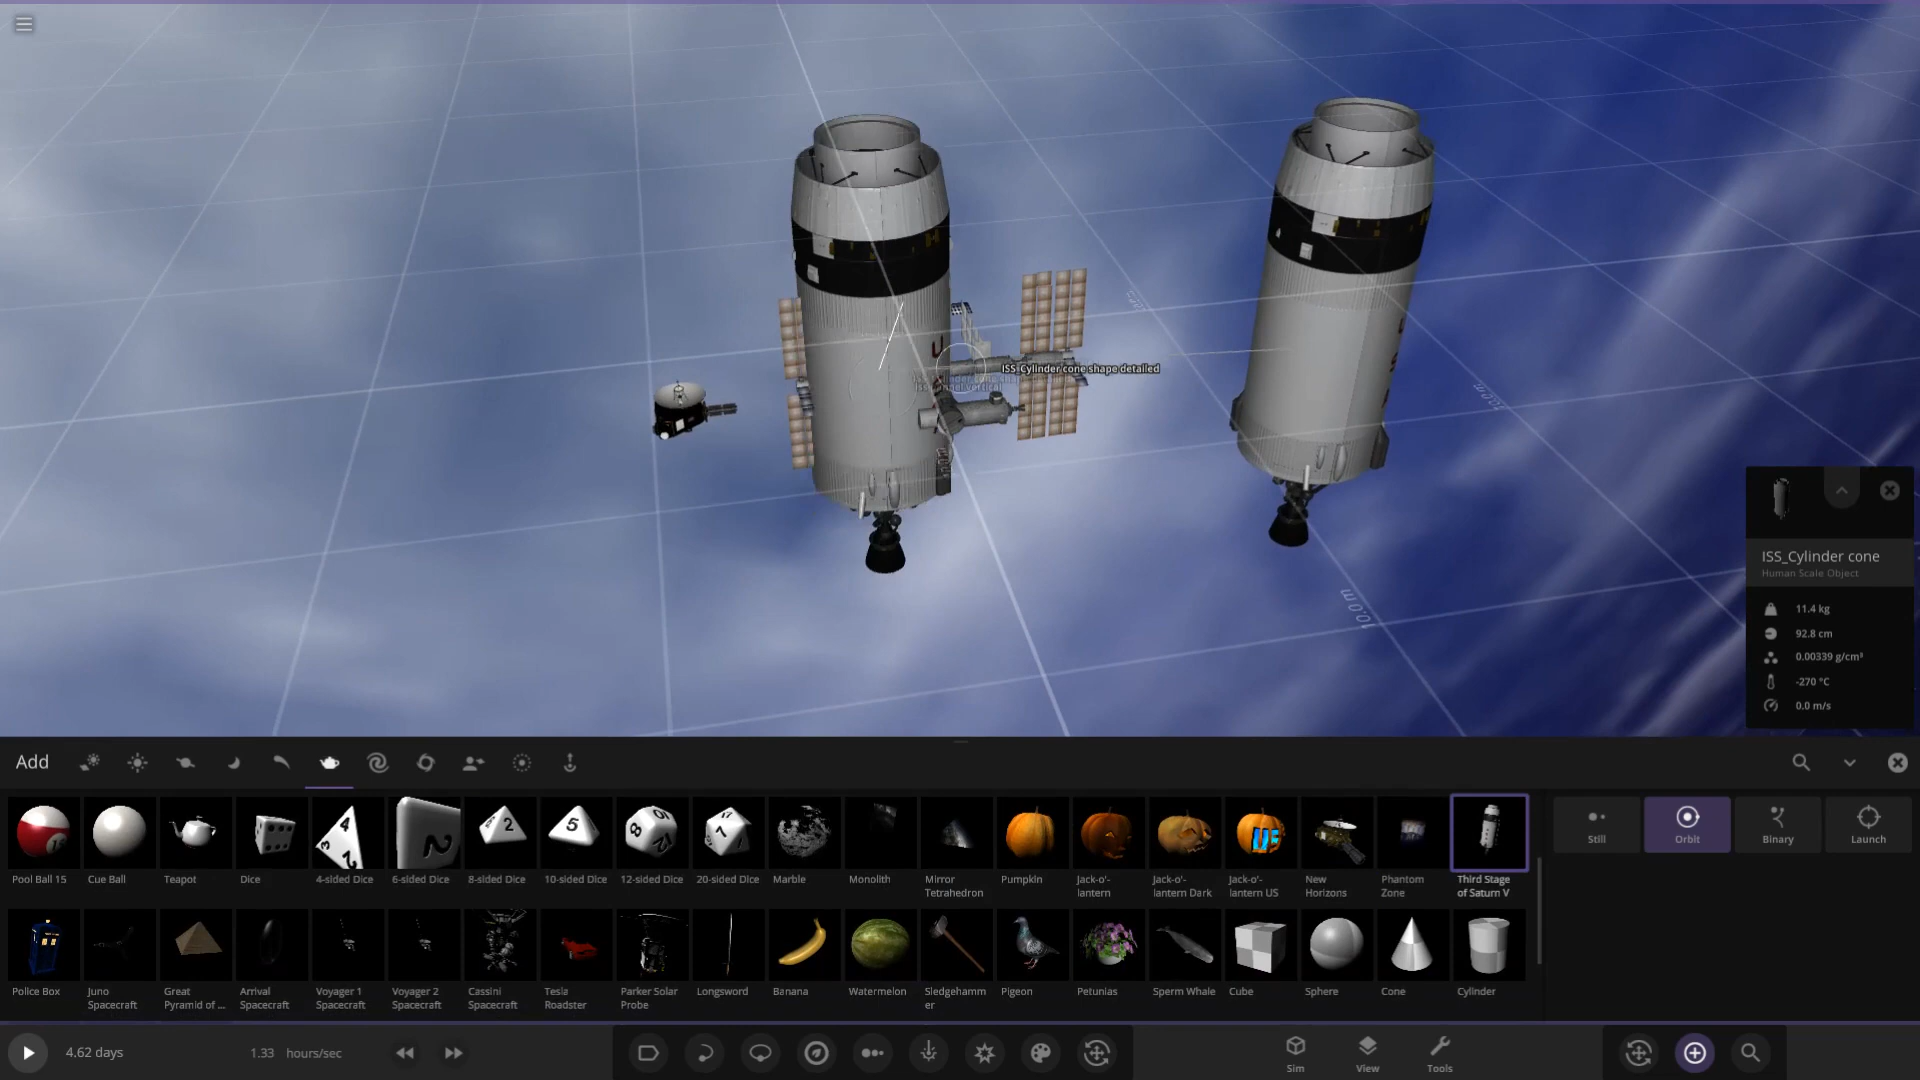 U
ISS_Cylinder cone shape detailed
10.0 m
10.0 m
ISS_Cylinder cone
Human Scale Object
11.4 kg
92.8 cm
0.00339 g/cm³
-270 °C
0.0 m/s
Add
Still
Orbit
Binary
Launch
Pool Ball 15
Cue Ball
Teapot
Dice
4-sided Dice
6-sided Dice
8-sided Dice
10-sided Dice
12-sided Dice
20-sided Dice
Marble
Monolith
Mirror
Tetrahedron
Pumpkin
Jack-o'-
lantern
Jack-o'-
lantern Dark
Jack-o'-
lantern US
New
Horizons
Phantom
Zone
Third Stage
of Saturn V
Police Box
Juno
Spacecraft
Great
Pyramid of ...
Arrival
Spacecraft
Voyager 1
Spacecraft
Voyager 2
Spacecraft
Cassini
Spacecraft
Tesla
Roadster
Parker Solar
Probe
Longsword
Banana
Watermelon
Sledgehamm
er
Pigeon
Petunias
Sperm Whale
Cube
Sphere
Cone
Cylinder
4.62 days
1.33 hours/sec
Sim
View
Tools